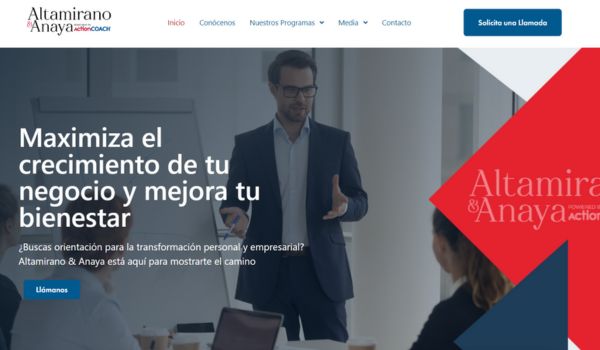 Altamirano
&Anaya POWERED BY ActionCOACH
Inicio Conócenos Nuestros Programas Media Contacto
Solicita una Llamada
Maximiza el
crecimiento de tu
negocio y mejora tu
bienestar
¿Buscas orientación para la transformación personal y empresarial?
Altamirano & Anaya está aquí para mostrarte el camino
Llámanos
Altamirano
&Anaya POWERED BY
Action